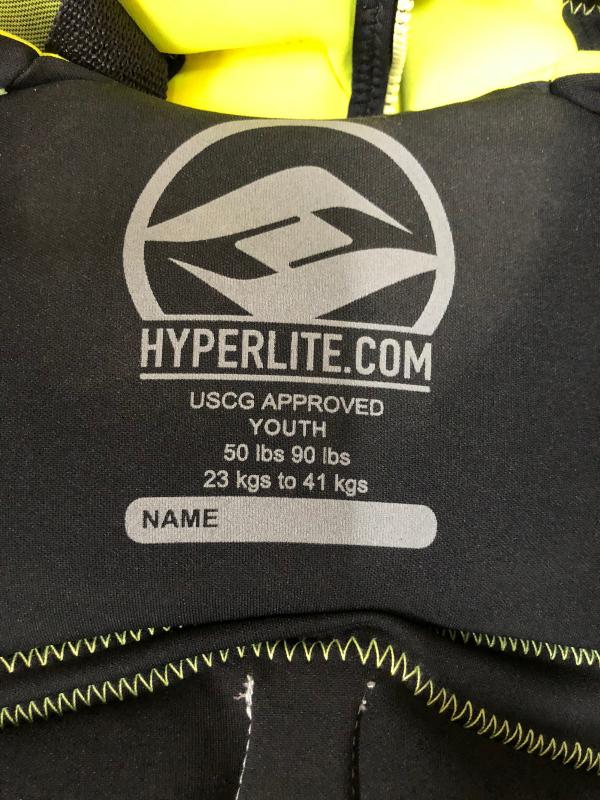 HYPERLITE.COM
USCG APPROVED
YOUTH
50 lbs 90 lbs
23 kgs to 41 kgs
NAME